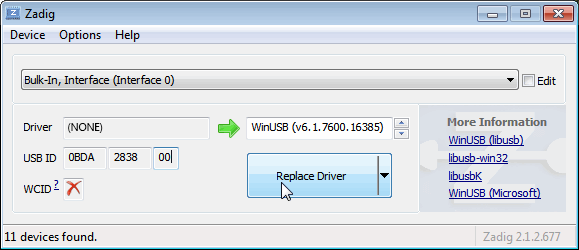 Zadig
Device Options Help
Bulk-In, Interface (Interface 0)
Edit
Driver (NONE) WinUSB (v6.1.7600.16385)
USB ID 0BDA 2838 00
WCID ?
Replace Driver
More Information
WinUSB (libusb)
libusb-win32
libusbK
WinUSB (Microsoft)
11 devices found.
Zadig 2.1.2.677